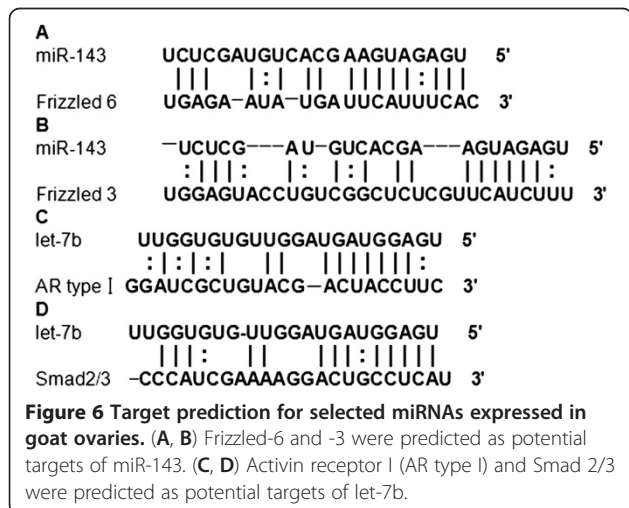 A
miR-143 UCUCGAUGUCACG AAGUAGAGU 5'
||| |:| || |||||:|||
Frizzled 6 UGAGA–AUA–UGA UUCAUUUCAC 3'
B
miR-143 –UCUCG–––AU–GUCACGA–––AGUAGAGU 5'
:|||: |: |:| || ||||||:
Frizzled 3 UGGAGUACCUGUCGGCUCUCGUUCAUCUUU 3'
C
let-7b UUGGUGUGUUGGAUGAUGGAGU 5'
:|:|:| || |||||||:
AR type I GGAUCGCUGUACG–ACUACCUUC 3'
D
let-7b UUGGUGUG-UUGGAUGAUGGAGU 5'
|||: || |||:|||||
Smad2/3 –CCCAUCGAAAAGGACUGCCUCAU 3'
Figure 6 Target prediction for selected miRNAs expressed in
goat ovaries. (A, B) Frizzled-6 and -3 were predicted as potential
targets of miR-143. (C, D) Activin receptor I (AR type I) and Smad 2/3
were predicted as potential targets of let-7b.